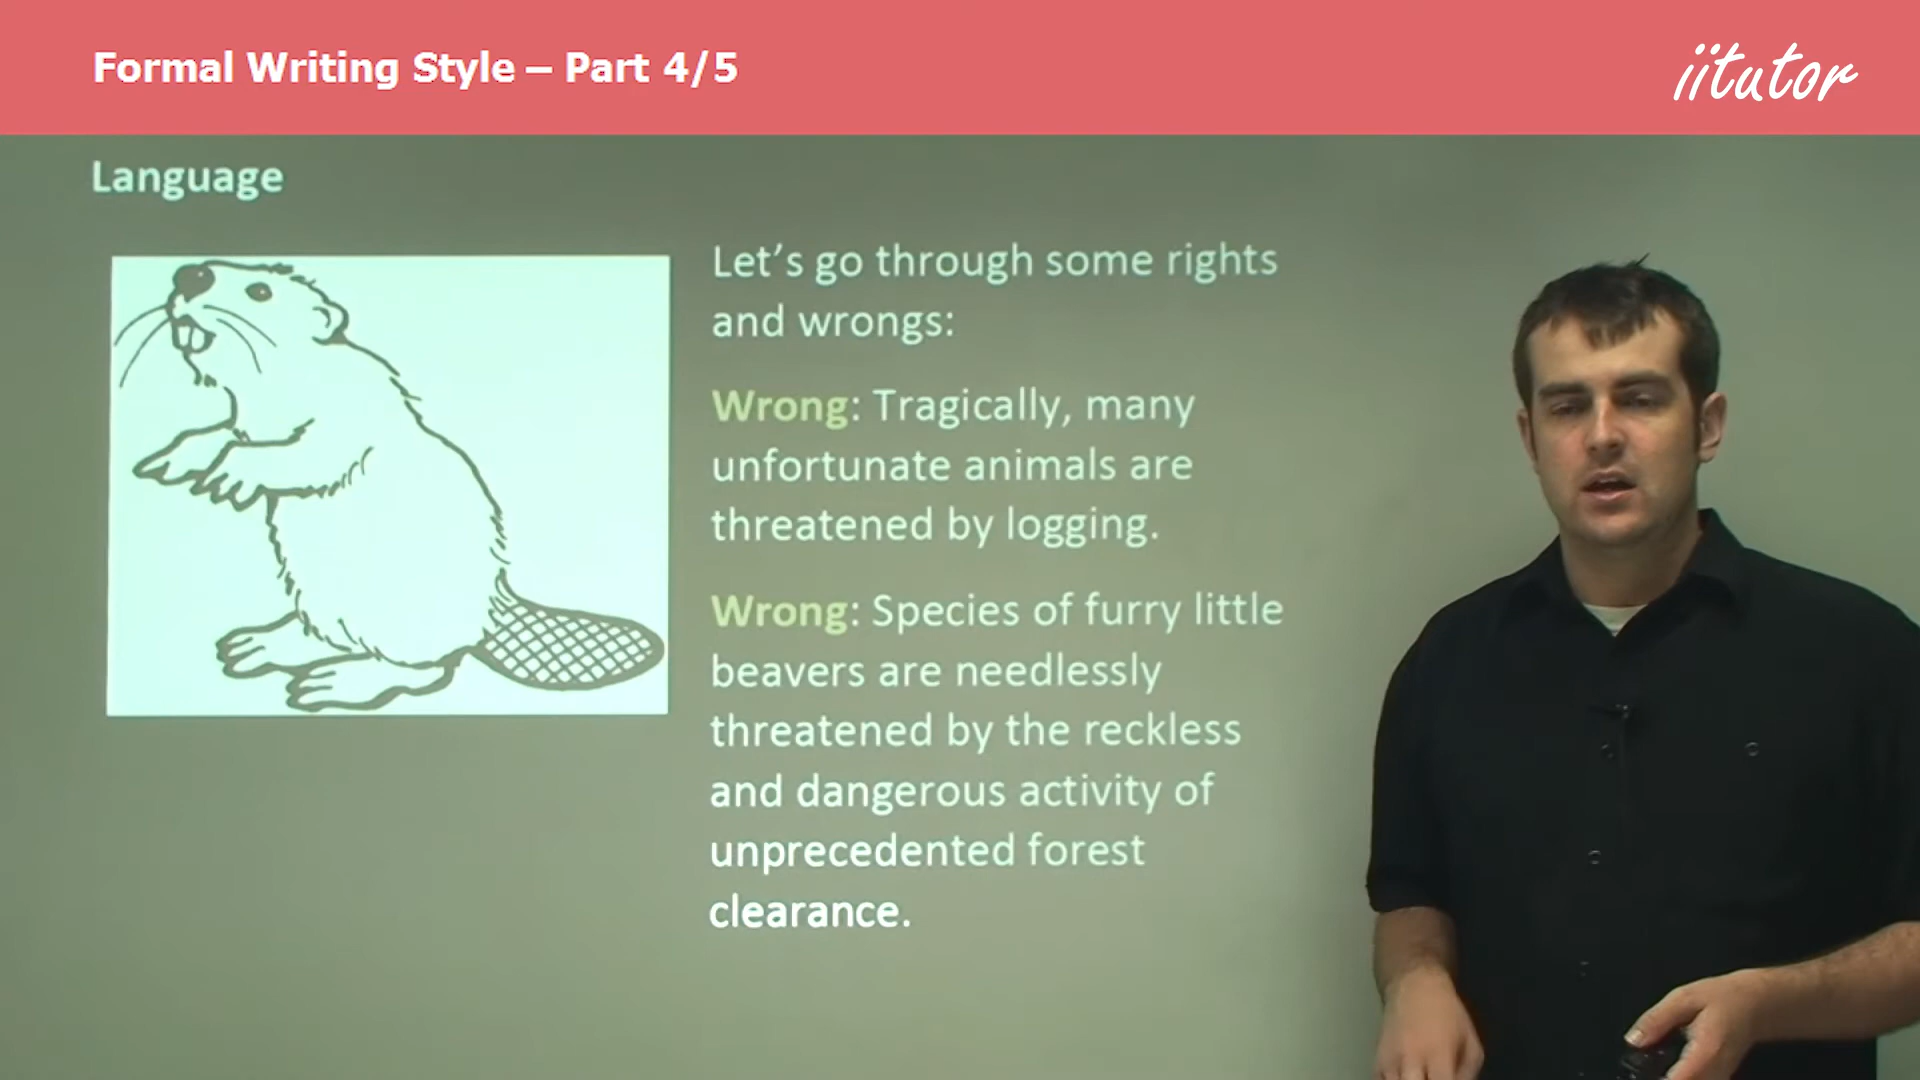 Formal Writing Style – Part 4/5
iitutor
Language
Let's go through some rights
and wrongs:
Wrong: Tragically, many
unfortunate animals are
threatened by logging.
Wrong: Species of furry little
beavers are needlessly
threatened by the reckless
and dangerous activity of
unprecedented forest
clearance.